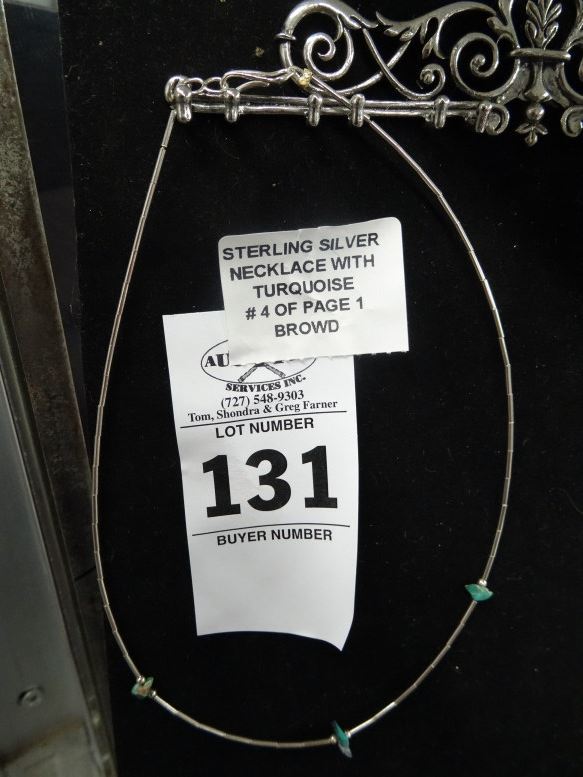 STERLING SILVER
NECKLACE WITH
TURQUOISE
# 4 OF PAGE 1
BROWD
SERVICES INC.
(727) 548-9303
Tom, Shondra & Greg Farner
LOT NUMBER
131
BUYER NUMBER